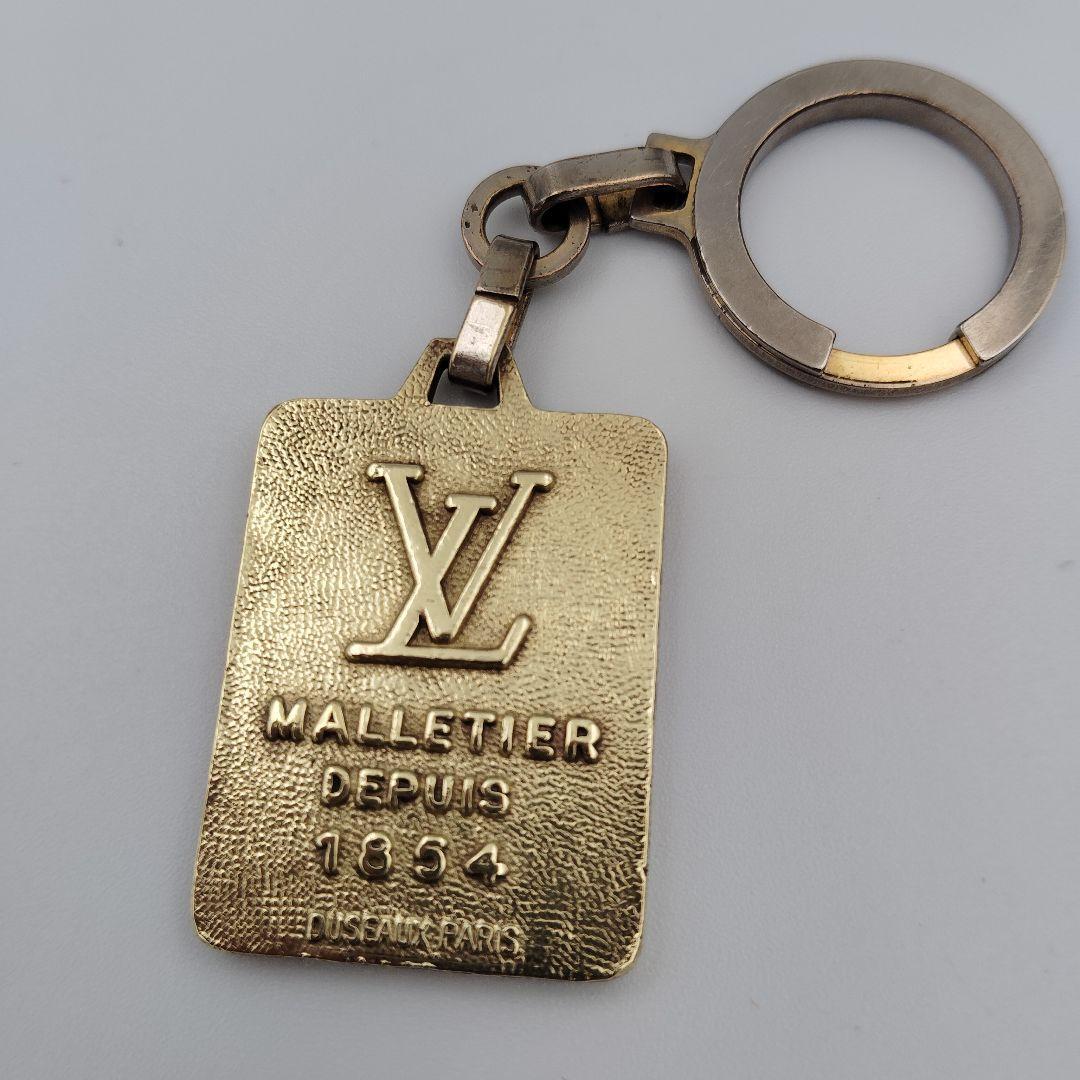 LV
MALLETIER
DEPUIS
1854
DUSEAUX-PARIS